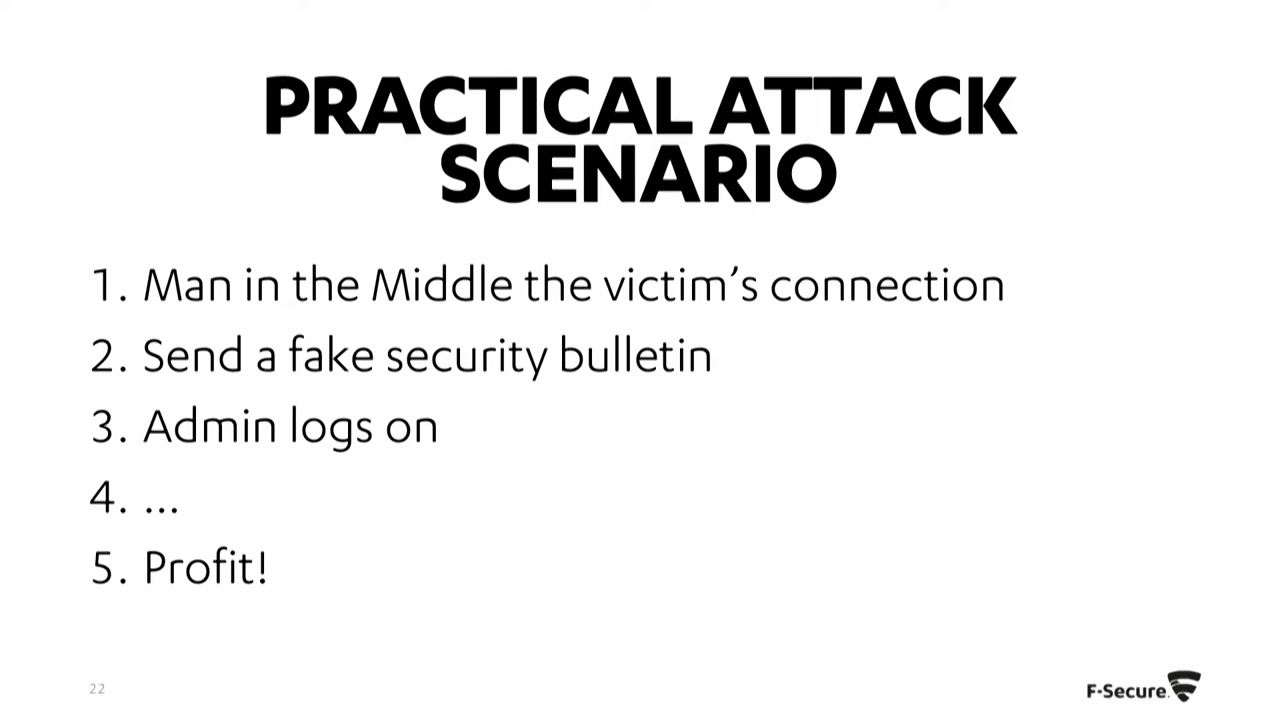 PRACTICAL ATTACK
SCENARIO
1. Man in the Middle the victim’s connection
2. Send a fake security bulletin
3. Admin logs on
4. ...
5. Profit!
22
F-Secure.